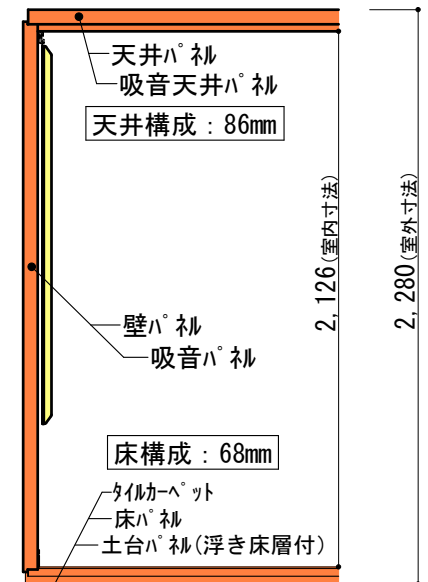 天井ﾊﾟﾈﾙ
吸音天井ﾊﾟﾈﾙ
天井構成：86mm
2,126(室内寸法)
2,280(室外寸法)
壁ﾊﾟﾈﾙ
吸音ﾊﾟﾈﾙ
床構成：68mm
ﾀｲﾙｶｰﾍﾟｯﾄ
床ﾊﾟﾈﾙ
土台ﾊﾟﾈﾙ(浮き床層付)